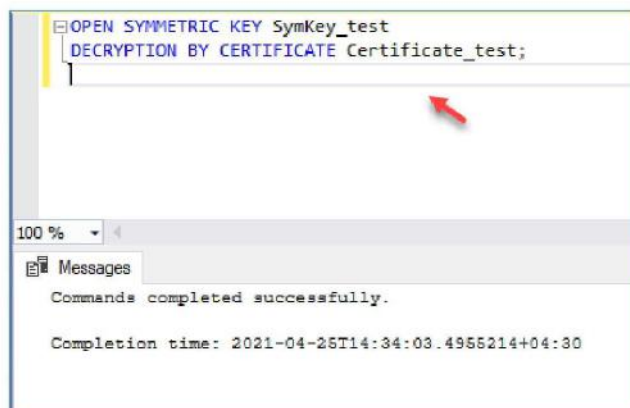 OPEN SYMMETRIC KEY SymKey_test
DECRYPTION BY CERTIFICATE Certificate_test;
100 %
Messages
Commands completed successfully.
Completion time: 2021-04-25T14:34:03.4955214+04:30